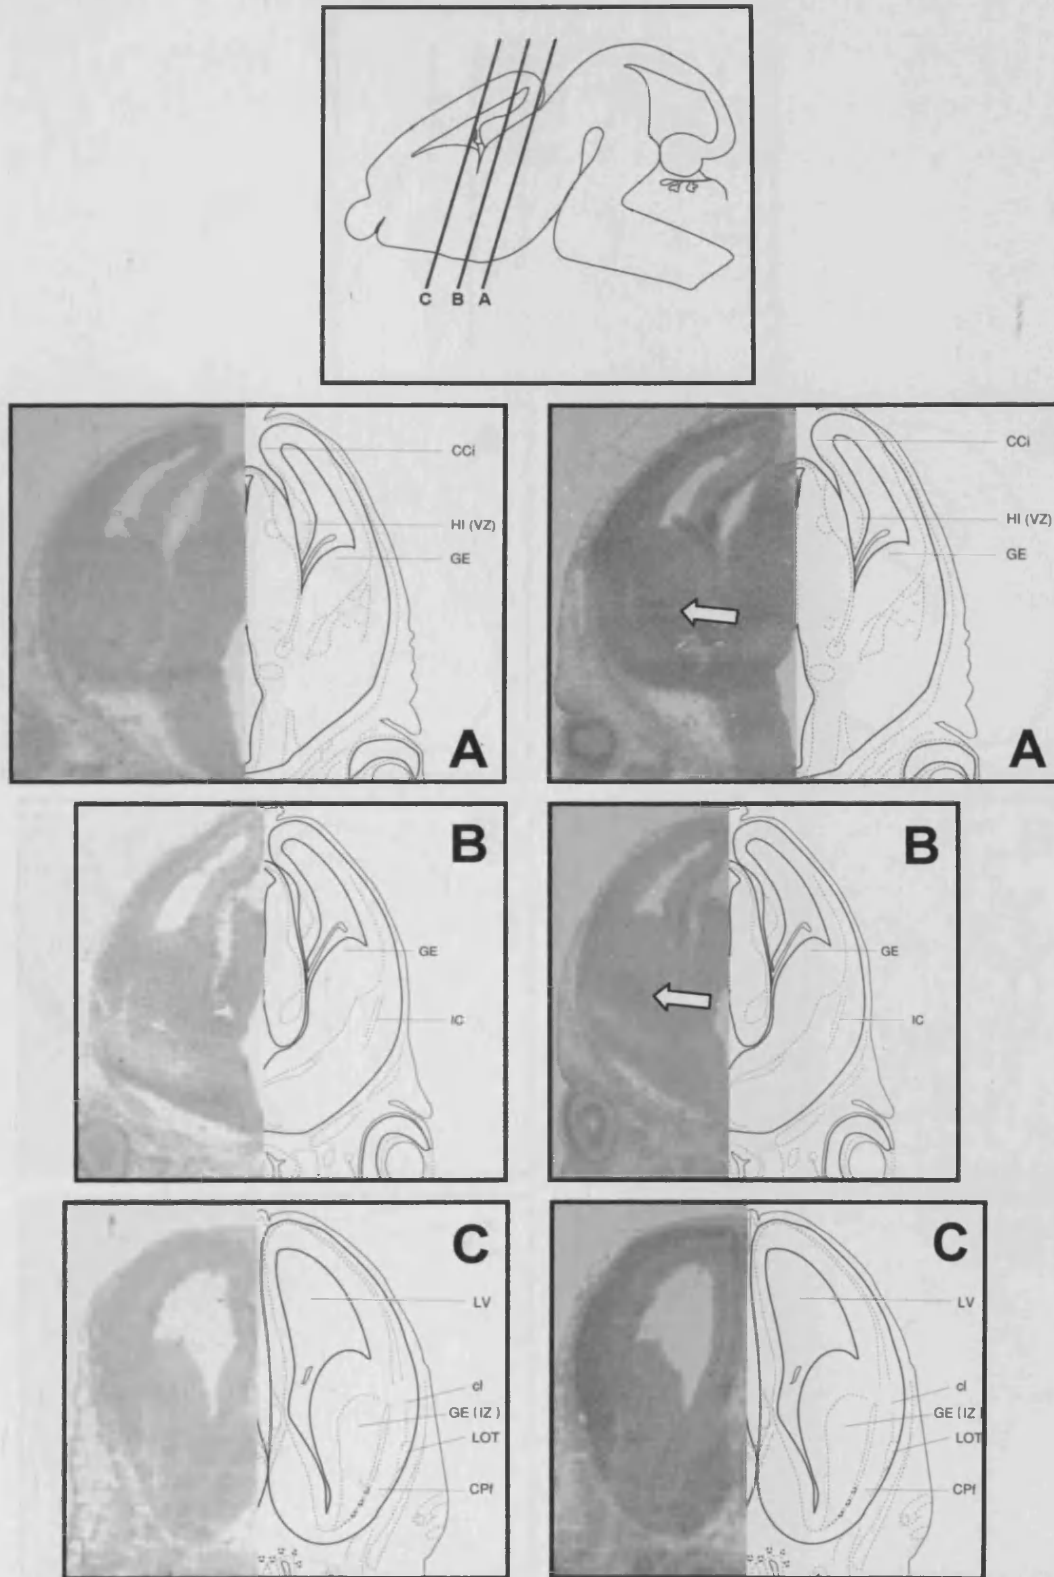 C B A
CCi
HI (VZ)
GE
A
CCi
HI (VZ)
GE
A
B
GE
IC
B
GE
IC
C
LV
cl
GE (IZ)
LOT
CPf
C
LV
cl
GE (IZ)
LOT
CPf